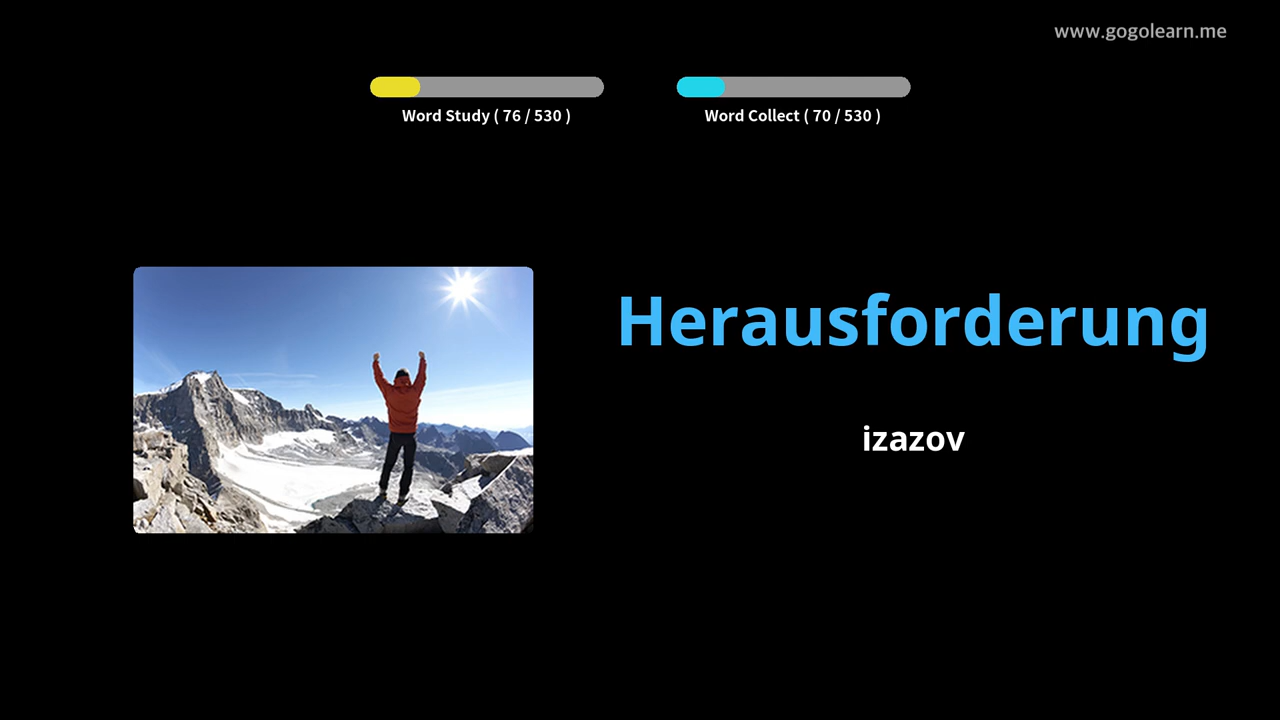 www.gogolearn.me
Word Study ( 76 / 530 )
Word Collect ( 70 / 530 )
Herausforderung
izazov